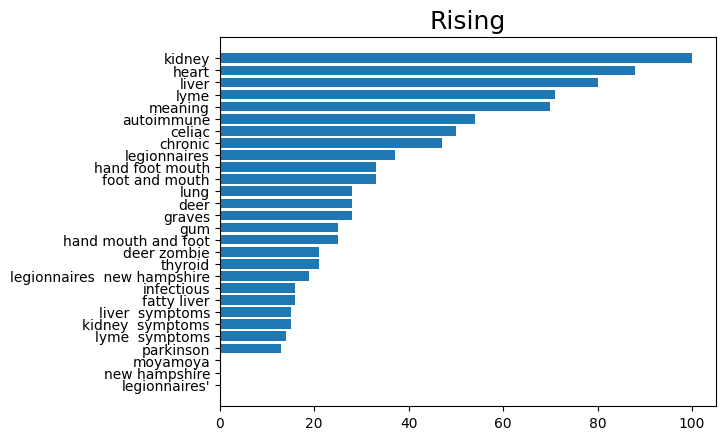 Rising
kidney
heart
liver
lyme
meaning
autoimmune
celiac
chronic
legionnaires
hand foot mouth
foot and mouth
lung
deer
graves
gum
hand mouth and foot
deer zombie
thyroid
legionnaires  new hampshire
infectious
fatty liver
liver  symptoms
kidney  symptoms
lyme  symptoms
parkinson
moyamoya
new hampshire
legionnaires'
0 20 40 60 80 100